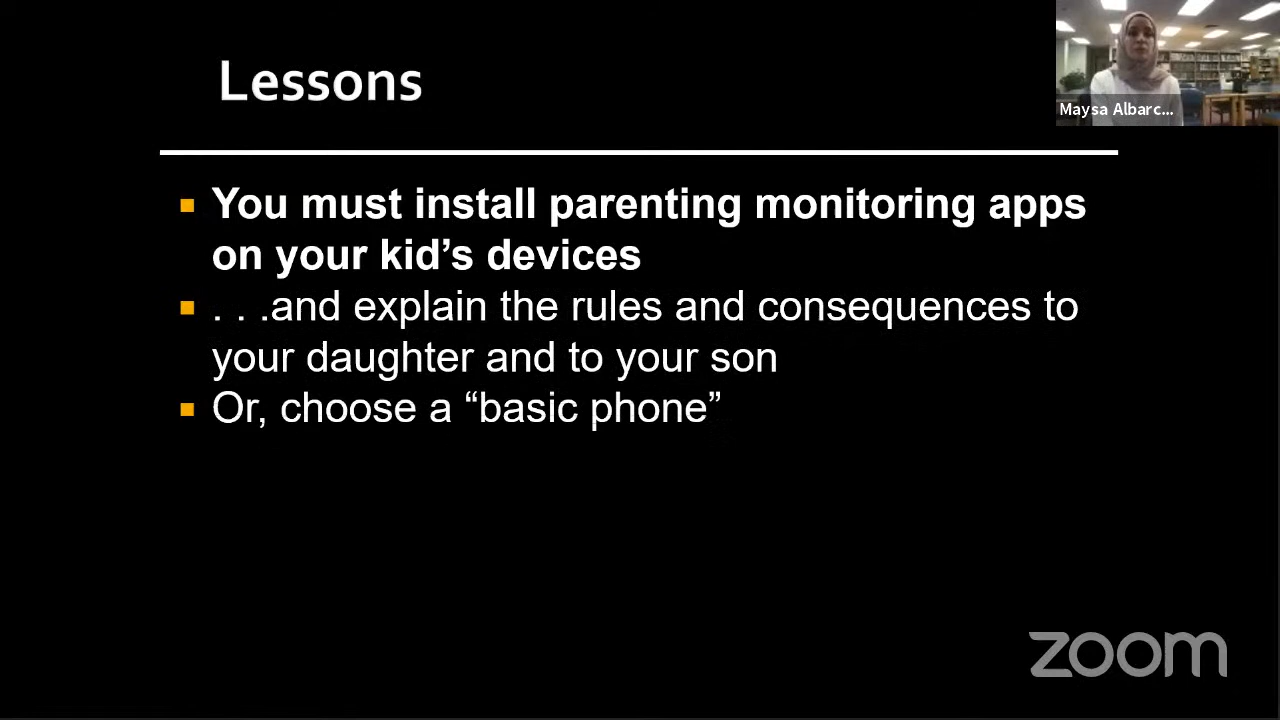 Lessons
Maysa Albarc...
You must install parenting monitoring apps
on your kid’s devices
. . .and explain the rules and consequences to
your daughter and to your son
Or, choose a “basic phone”
zoom